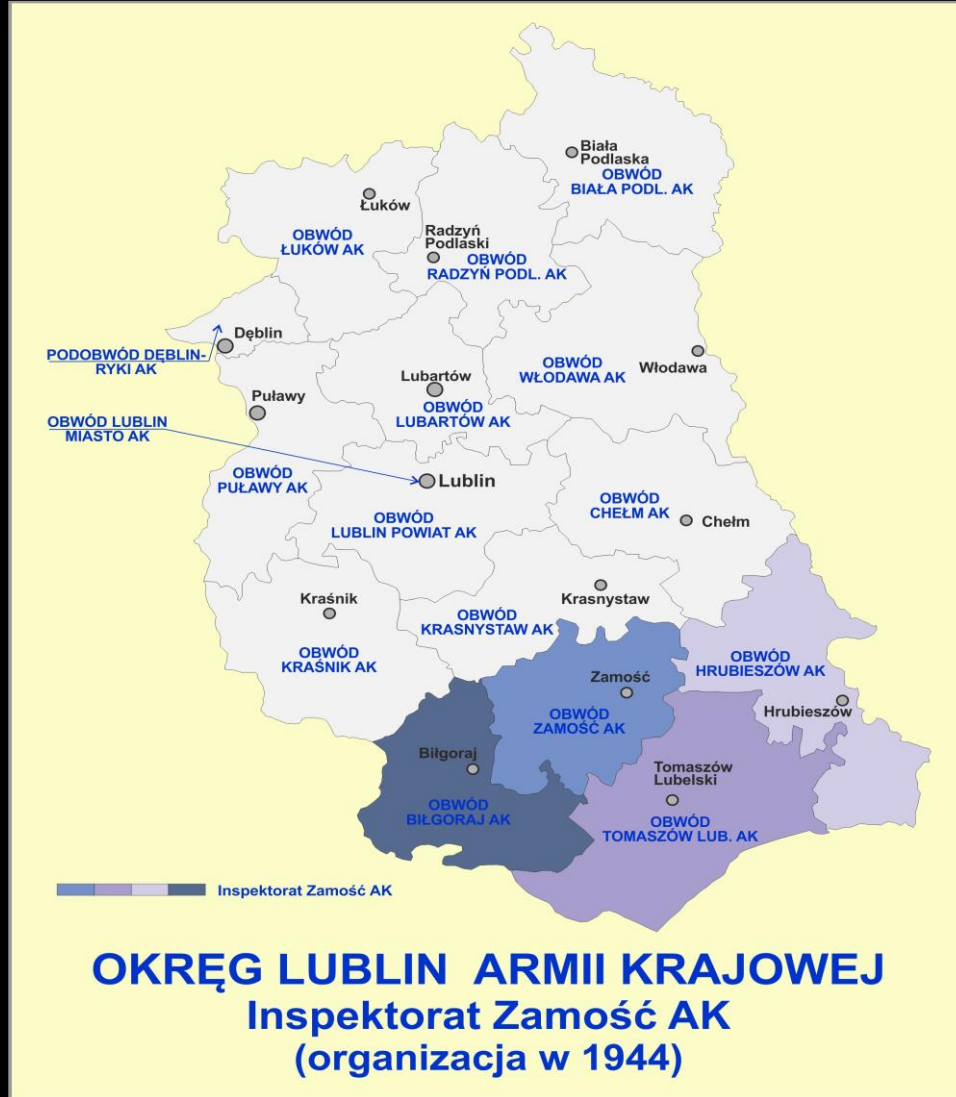 Biała
Podlaska
OBWÓD
BIAŁA PODL. AK
Łuków
OBWÓD
ŁUKÓW AK
Radzyń
Podlaski
OBWÓD
RADZYŃ PODL. AK
Dęblin
PODOBWÓD DĘBLIN-
RYKI AK
Włodawa
OBWÓD
WŁODAWA AK
Lubartów
OBWÓD
LUBARTÓW AK
Puławy
OBWÓD LUBLIN
MIASTO AK
OBWÓD
PUŁAWY AK
Lublin
OBWÓD
LUBLIN POWIAT AK
OBWÓD
CHEŁM AK
Chełm
Kraśnik
OBWÓD
KRAŚNIK AK
Krasnystaw
OBWÓD
KRASNYSTAW AK
Zamość
OBWÓD
ZAMOŚĆ AK
OBWÓD
HRUBIESZÓW AK
Hrubieszów
Biłgoraj
OBWÓD
BIŁGORAJ AK
Tomaszów
Lubelski
OBWÓD
TOMASZÓW LUB. AK
Inspektorat Zamość AK
OKRĘG LUBLIN ARMII KRAJOWEJ
Inspektorat Zamość AK
(organizacja w 1944)